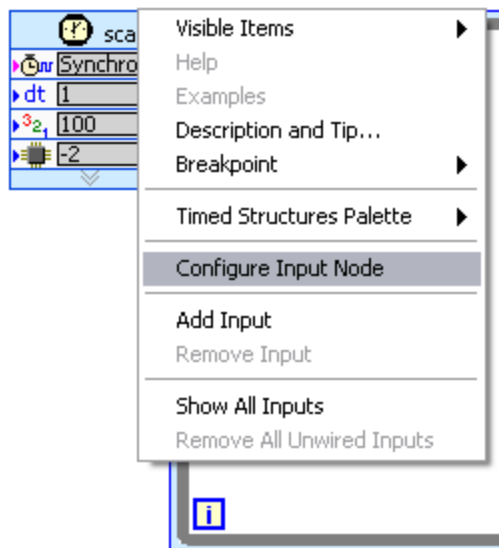 sca
Synchro
dt 1
321 100
-2
Visible Items
Help
Examples
Description and Tip...
Breakpoint
Timed Structures Palette
Configure Input Node
Add Input
Remove Input
Show All Inputs
Remove All Unwired Inputs
i